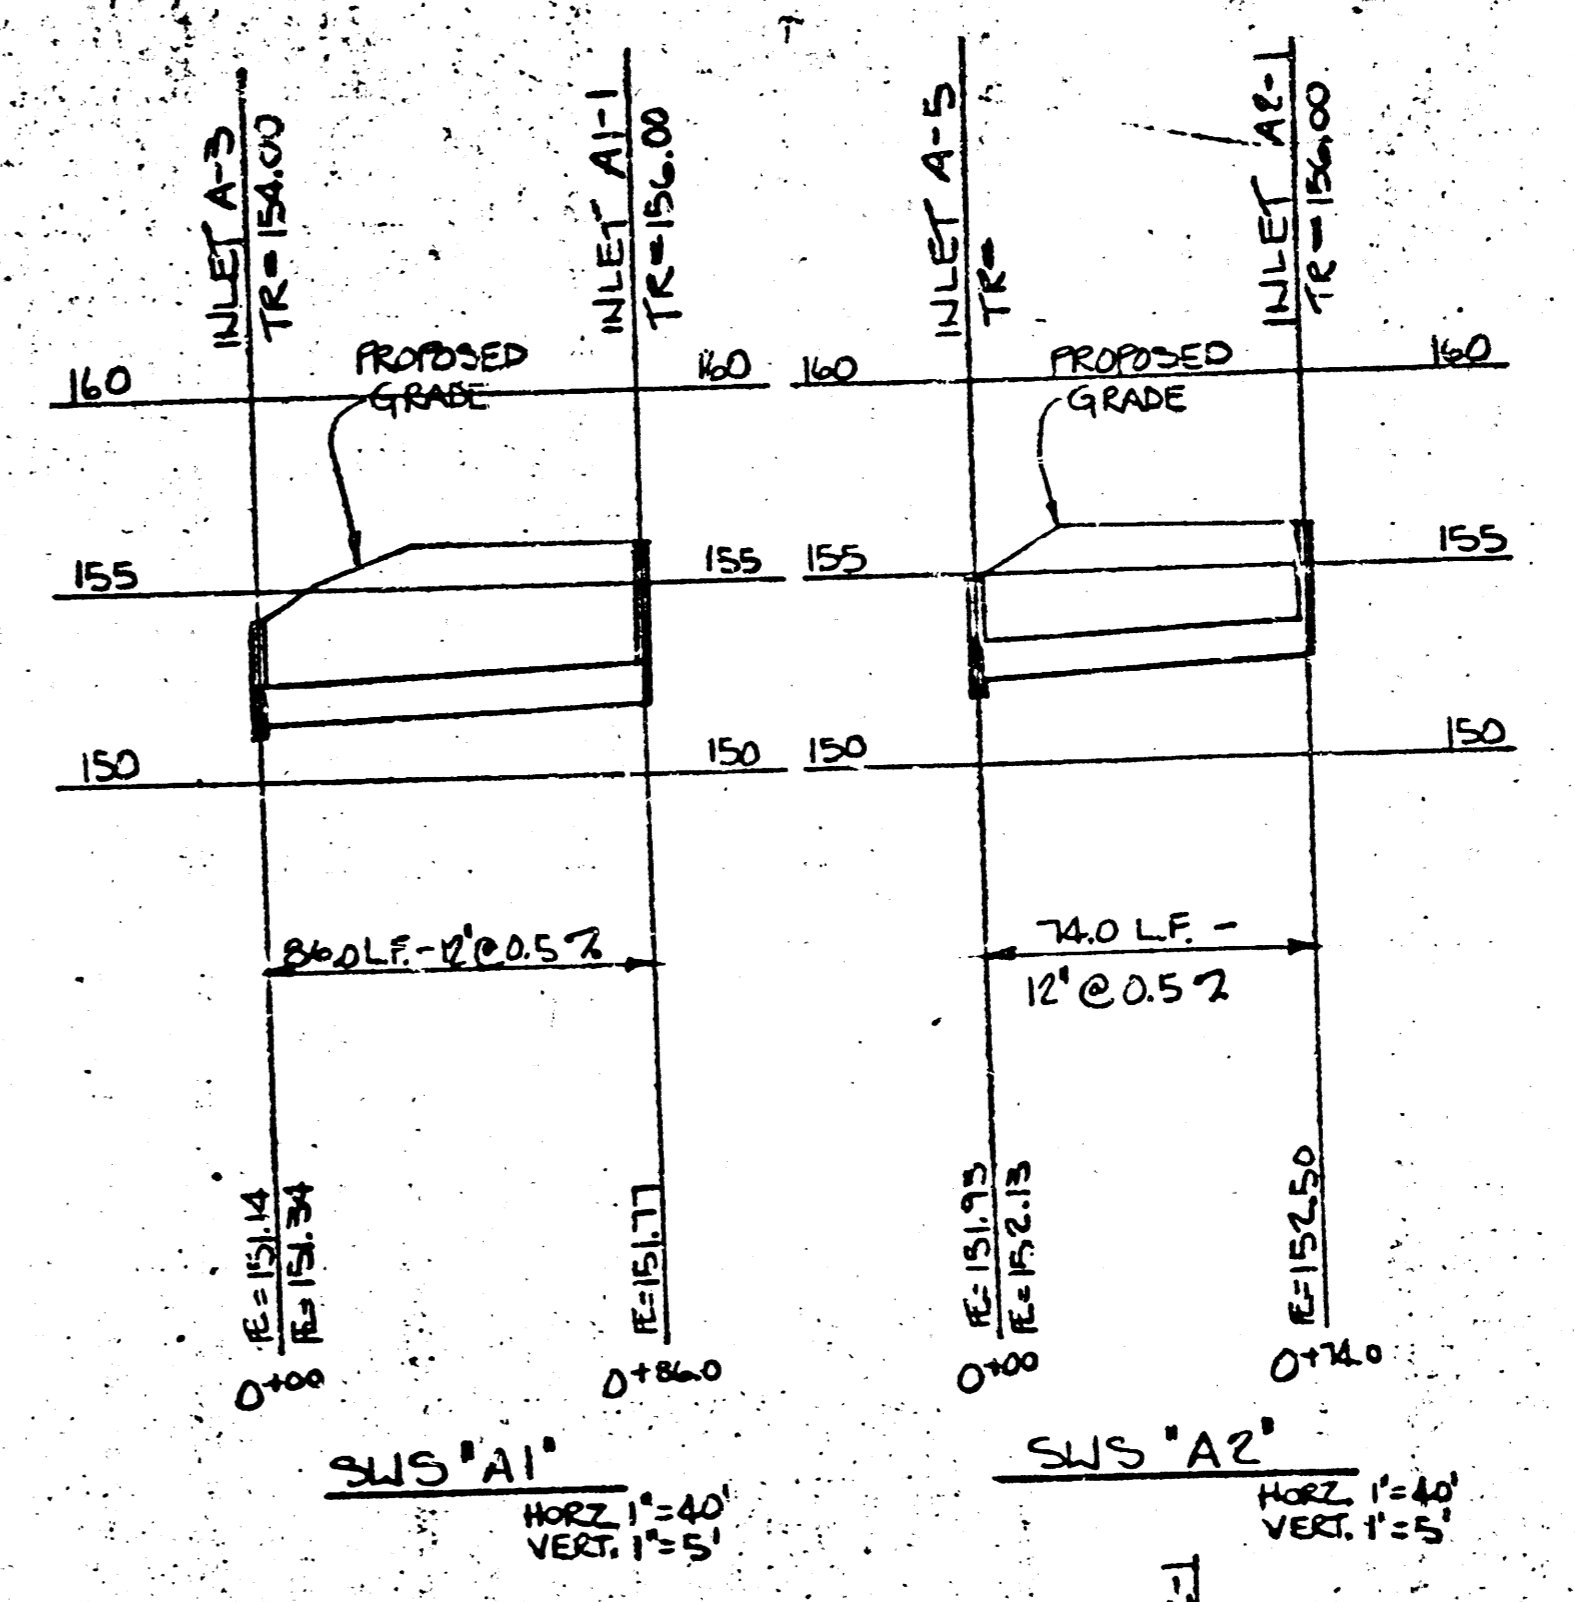 INLET A-3
TR=154.00
INLET A1-1
TR=156.00
INLET A-5
TR=
INLET A2-1
TR=156.00
PROPOSED
GRADE
160
160
155
155
150
150
86.0 L.F.-12"@0.5%
FE=151.14
FE=151.34
FE=151.77
0+00
0+86.0
SWS "A1"
HORZ 1"=40'
VERT. 1"=5'
PROPOSED
GRADE
160
160
155
155
150
150
74.0 L.F. -
12"@0.5%
FE=151.93
FE=152.13
FE=152.50
0+00
0+74.0
SWS "A2"
HORZ. 1"=40'
VERT. 1"=5'